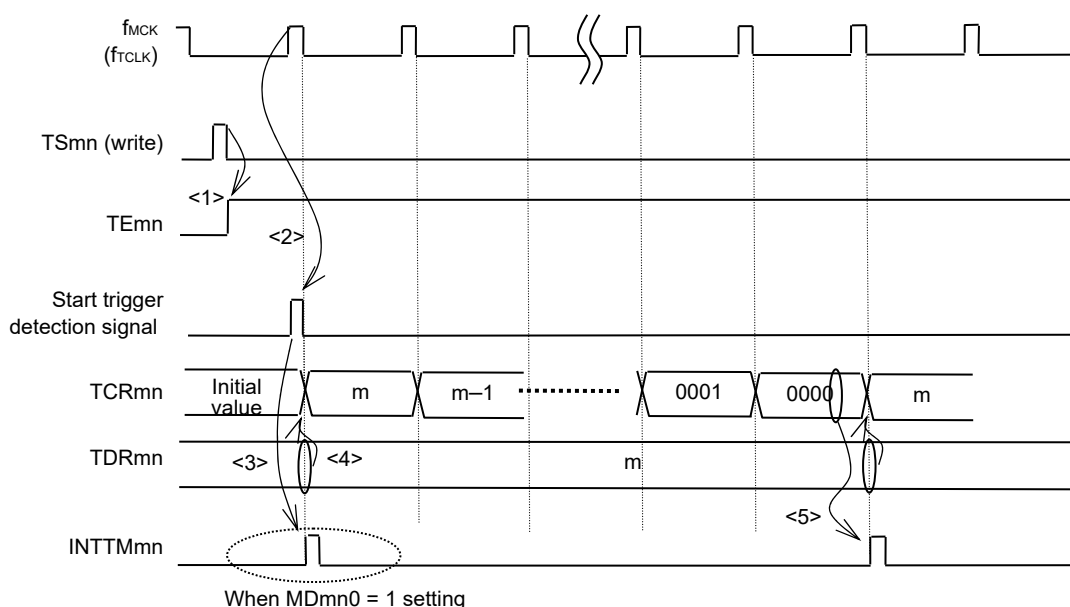 fMCK
(fTCLK)
TSmn (write)
<1>
TEmn
<2>
Start trigger
detection signal
TCRmn
Initial
value
m
m–1
0001
0000
m
TDRmn
<3>
<4>
m
<5>
INTTMmn
When MDmn0 = 1 setting